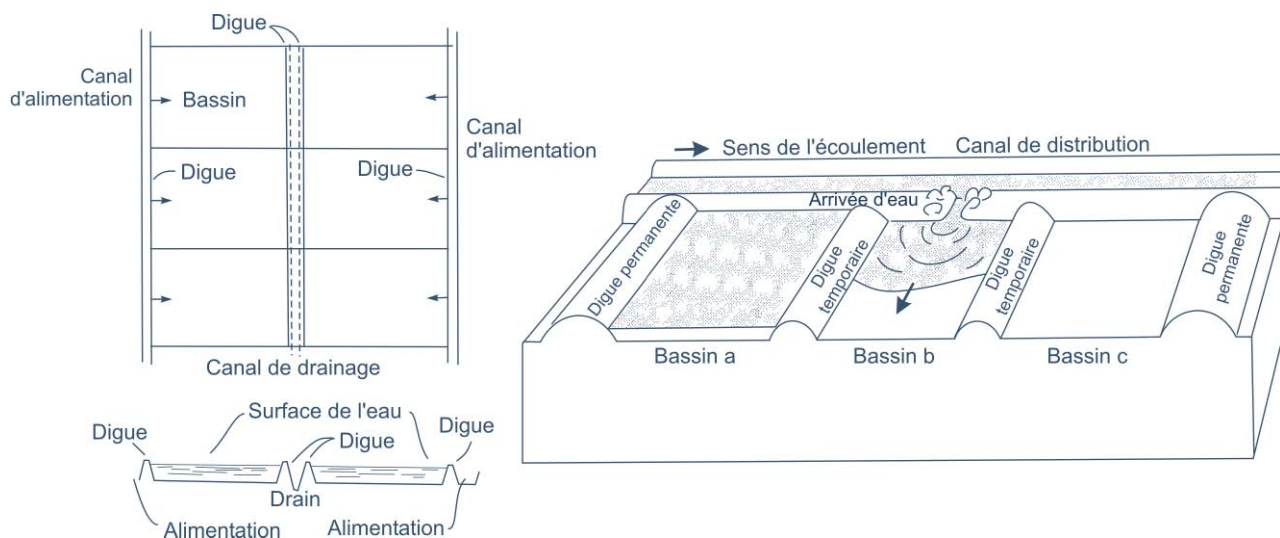 Digue
Canal
d'alimentation
Bassin
Canal
d'alimentation
Digue
Digue
Canal de drainage
Surface de l'eau
Digue
Digue
Digue
Drain
Alimentation
Alimentation
Sens de l'écoulement
Canal de distribution
Arrivée d'eau
Digue permanente
Digue
temporaire
Digue
temporaire
Digue
permanente
Bassin a
Bassin b
Bassin c